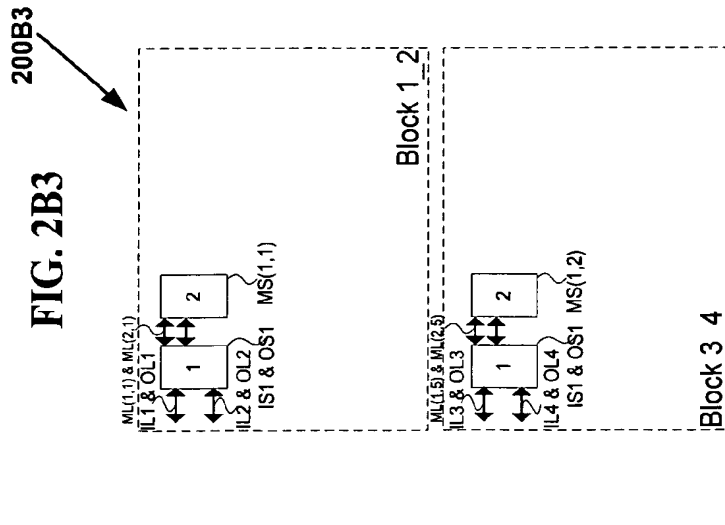 200B3
FIG. 2B3
ML(1,1) & ML(2,1)
IL1 & OL1
1
2
IL2 & OL2
IS1 & OS1
MS(1,1)
Block 1_2
ML(1,5) & ML(2,5)
IL3 & OL3
1
2
IL4 & OL4
IS1 & OS1
MS(1,2)
Block 3 4